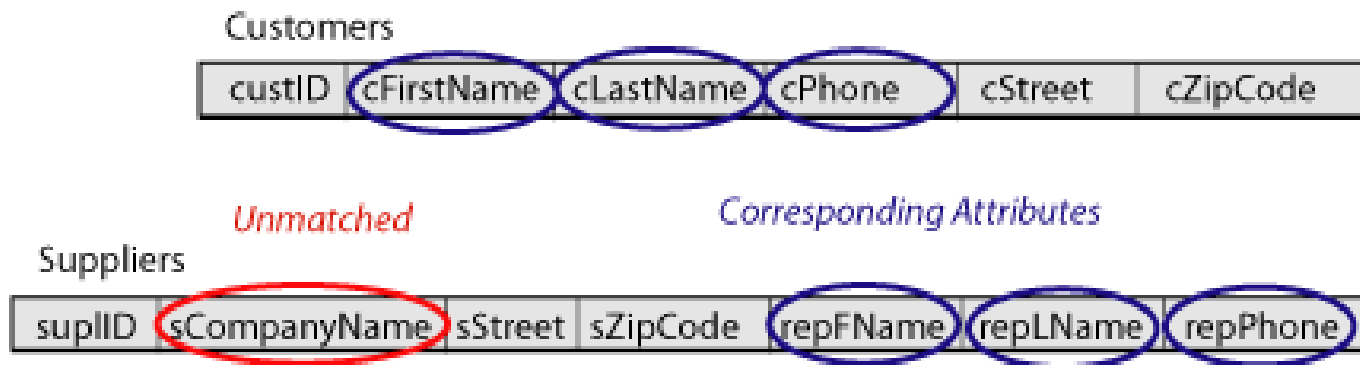 Customers
custID cFirstName cLastName cPhone cStreet cZipCode
Unmatched Corresponding Attributes
Suppliers
suplID sCompanyName sStreet sZipCode repFName repLName repPhone